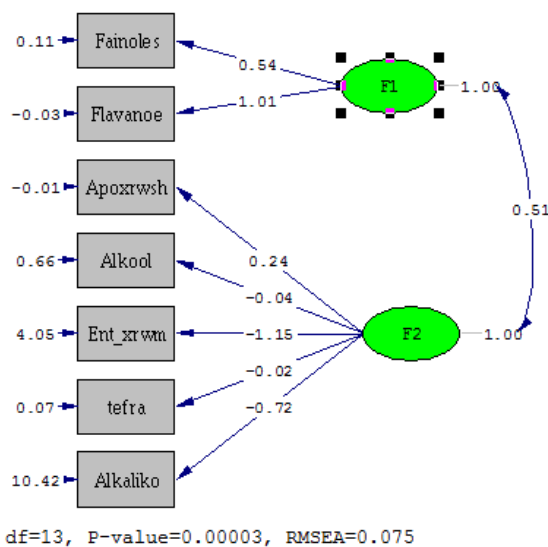 0.11 Fainoles
0.54
F1 1.00
-0.03 Flavanoe
1.01
-0.01 Apoxrwsh
0.51
0.66 Alkool
0.24
-0.04
4.05 Ent_xrwm
-1.15
F2 1.00
-0.02
0.07 tefra
-0.72
10.42 Alkaliko
df=13, P-value=0.00003, RMSEA=0.075